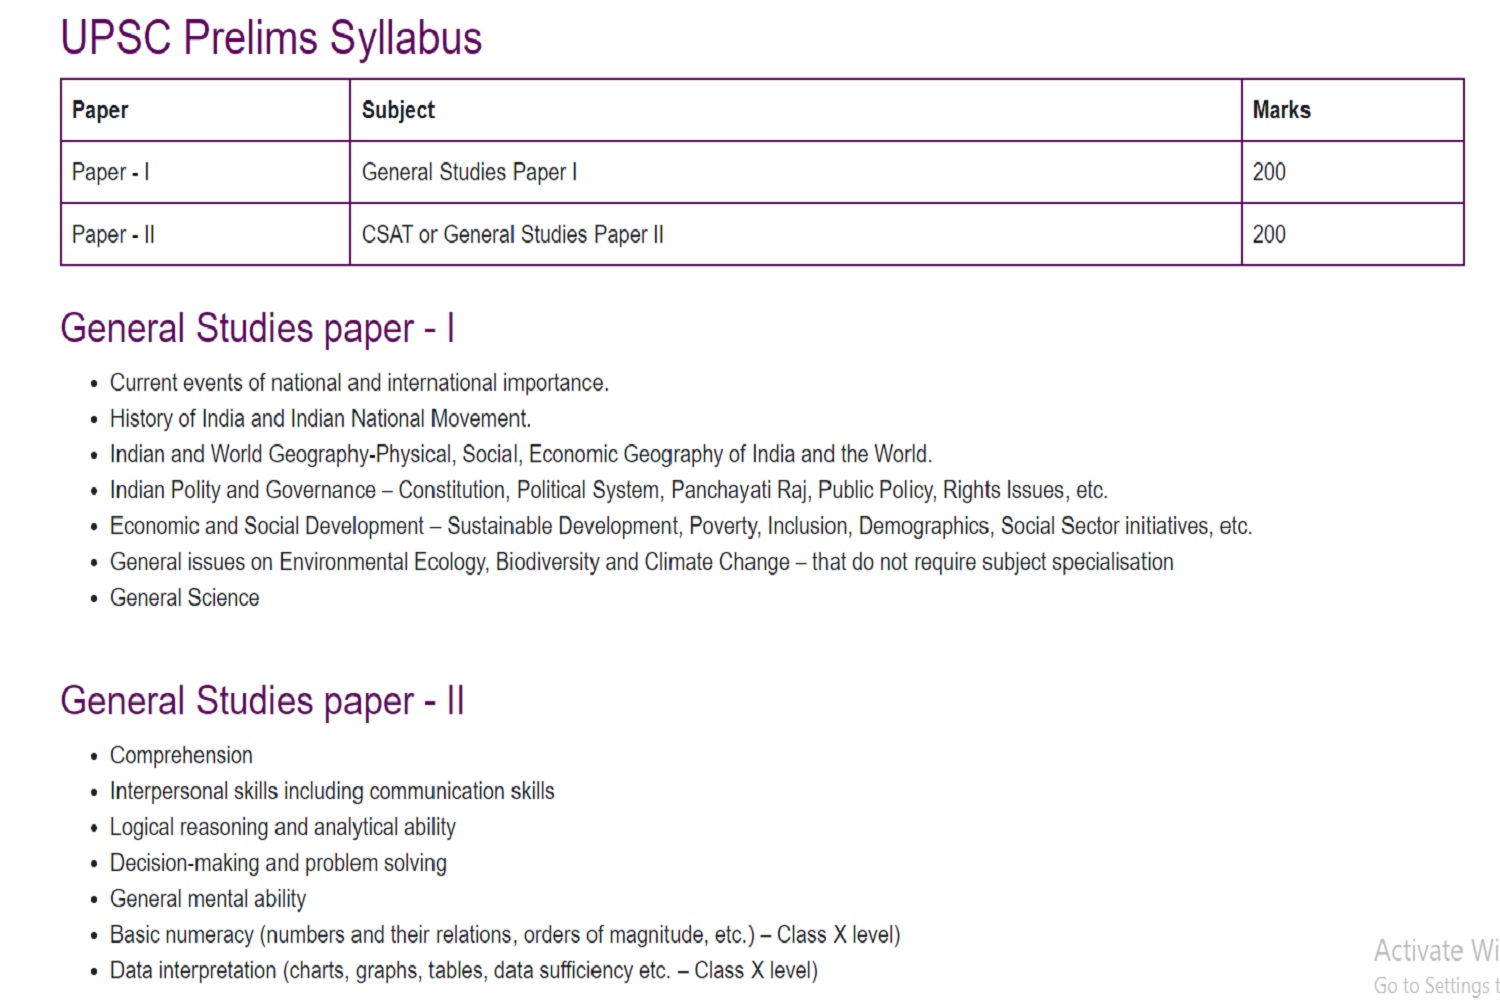 UPSC Prelims Syllabus
Paper Subject Marks
Paper - I General Studies Paper I 200
Paper - II CSAT or General Studies Paper II 200
General Studies paper - I
• Current events of national and international importance.
• History of India and Indian National Movement.
• Indian and World Geography-Physical, Social, Economic Geography of India and the World.
• Indian Polity and Governance – Constitution, Political System, Panchayati Raj, Public Policy, Rights Issues, etc.
• Economic and Social Development – Sustainable Development, Poverty, Inclusion, Demographics, Social Sector initiatives, etc.
• General issues on Environmental Ecology, Biodiversity and Climate Change – that do not require subject specialisation
• General Science
General Studies paper - II
• Comprehension
• Interpersonal skills including communication skills
• Logical reasoning and analytical ability
• Decision-making and problem solving
• General mental ability
• Basic numeracy (numbers and their relations, orders of magnitude, etc.) – Class X level)
• Data interpretation (charts, graphs, tables, data sufficiency etc. – Class X level)
Activate Wi
Go to Settings t